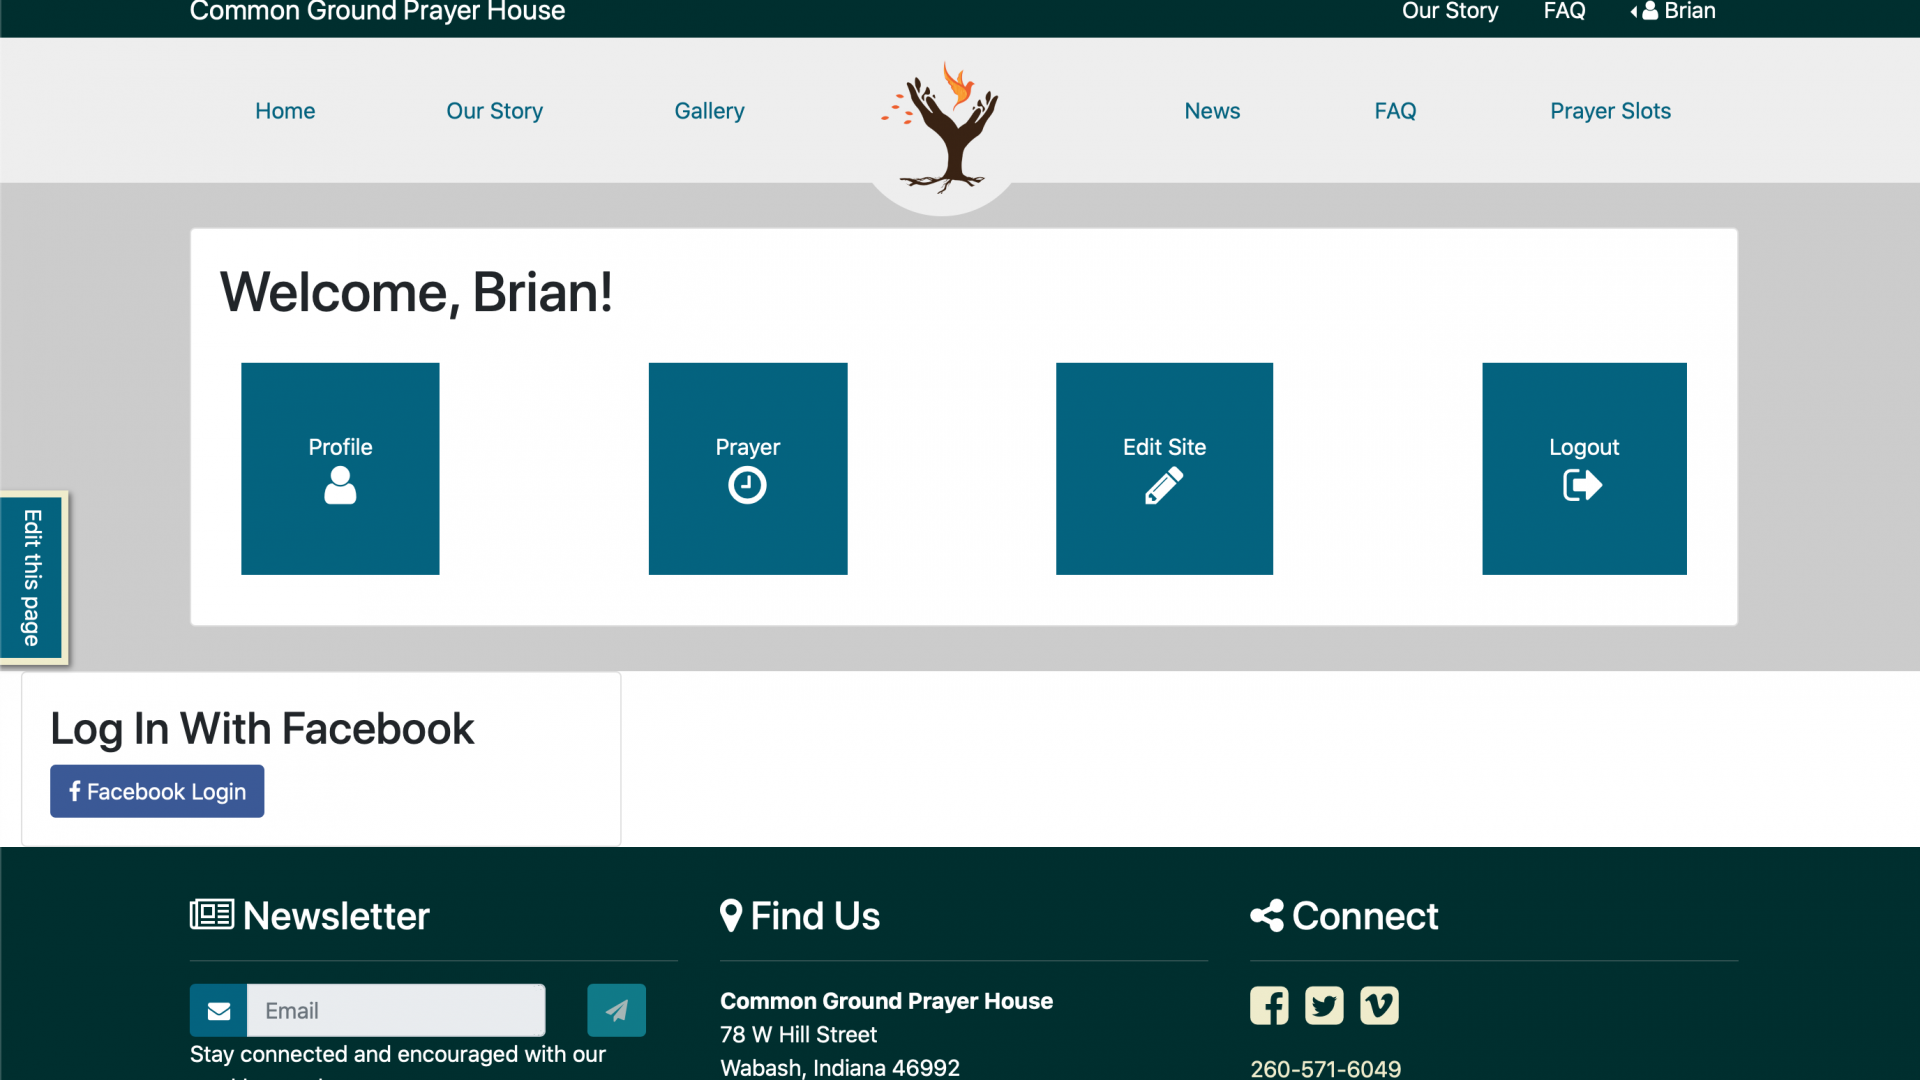 Common Ground Prayer House
Our Story
FAQ
Brian
Home
Our Story
Gallery
News
FAQ
Prayer Slots
Welcome, Brian!
Profile
Prayer
Edit Site
Logout
Edit this page
Log In With Facebook
Facebook Login
Newsletter
Email
Stay connected and encouraged with our
Find Us
Common Ground Prayer House
78 W Hill Street
Wabash, Indiana 46992
Connect
260-571-6049